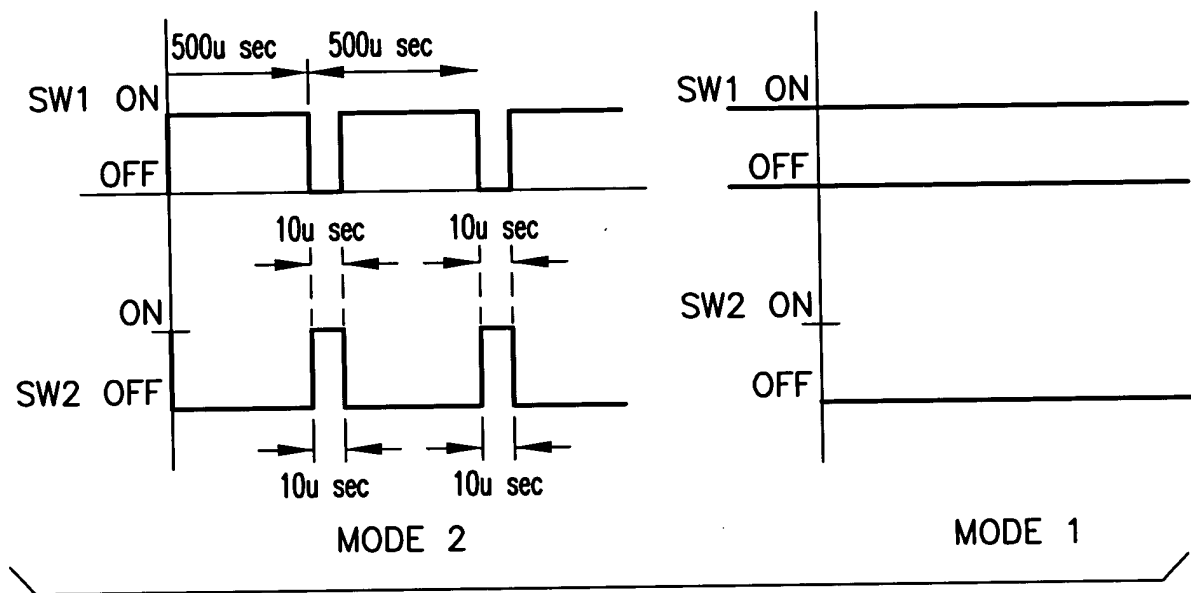 500u sec
500u sec
SW1 ON
OFF
10u sec
10u sec
ON
SW2 OFF
10u sec
10u sec
MODE 2
SW1 ON
OFF
SW2 ON
OFF
MODE 1